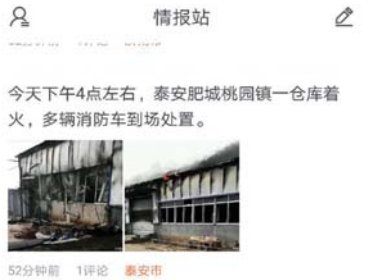 情报站
今天下午4点左右，泰安肥城桃园镇一仓库着
火，多辆消防车到场处置。
52分钟前 1评论 泰安市